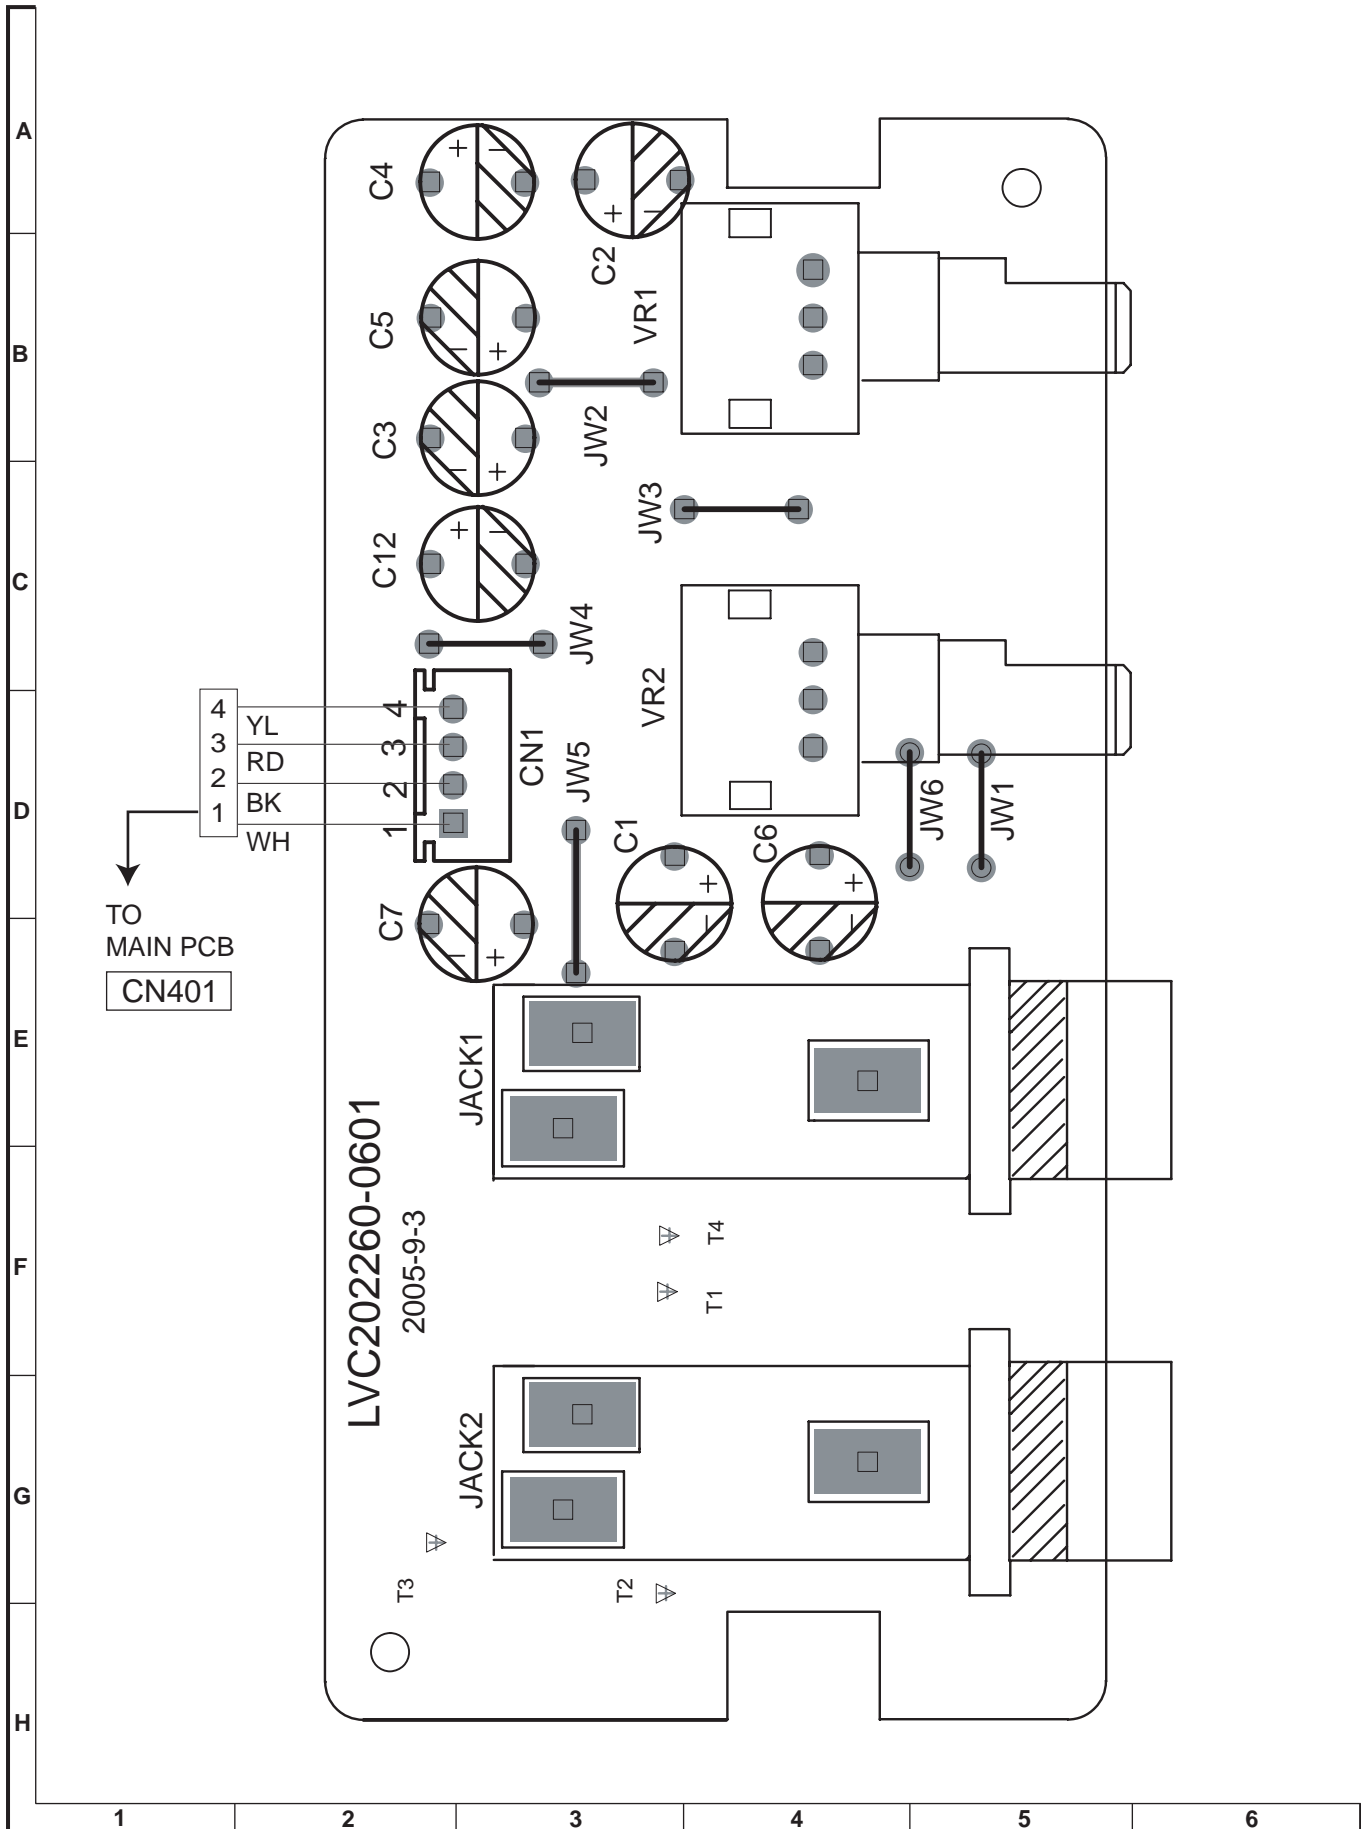 A
B
C
D
E
F
G
H
C4
C2
C5
VR1
C3
JW2
JW3
C12
JW4
VR2
4 YL
3 RD
2 BK
1 WH
4
3
2
1
CN1
JW5
JW6
JW1
C1
C6
C7
TO
MAIN PCB
CN401
JACK1
LVC202260-0601
2005-9-3
T4
T1
JACK2
T3
T2
1 2 3 4 5 6